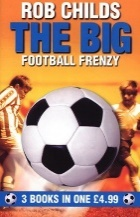 ROB CHILDS
THE BIG
FOOTBALL FRENZY
3 BOOKS IN ONE £4.99